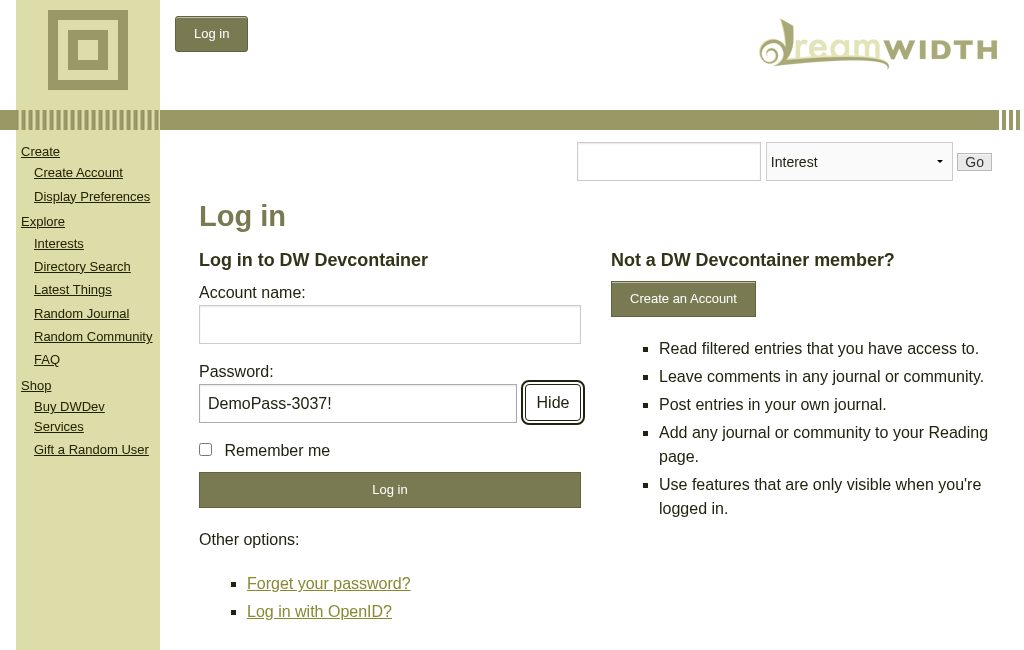 Log in
dreamWIDTH
Create
Create Account
Display Preferences
Explore
Interests
Directory Search
Latest Things
Random Journal
Random Community
FAQ
Shop
Buy DWDev
Services
Gift a Random User
Interest
Go
Log in
Log in to DW Devcontainer
Account name:
Password:
DemoPass-3037!
Hide
Remember me
Log in
Other options:
Forget your password?
Log in with OpenID?
Not a DW Devcontainer member?
Create an Account
Read filtered entries that you have access to.
Leave comments in any journal or community.
Post entries in your own journal.
Add any journal or community to your Reading
page.
Use features that are only visible when you're
logged in.